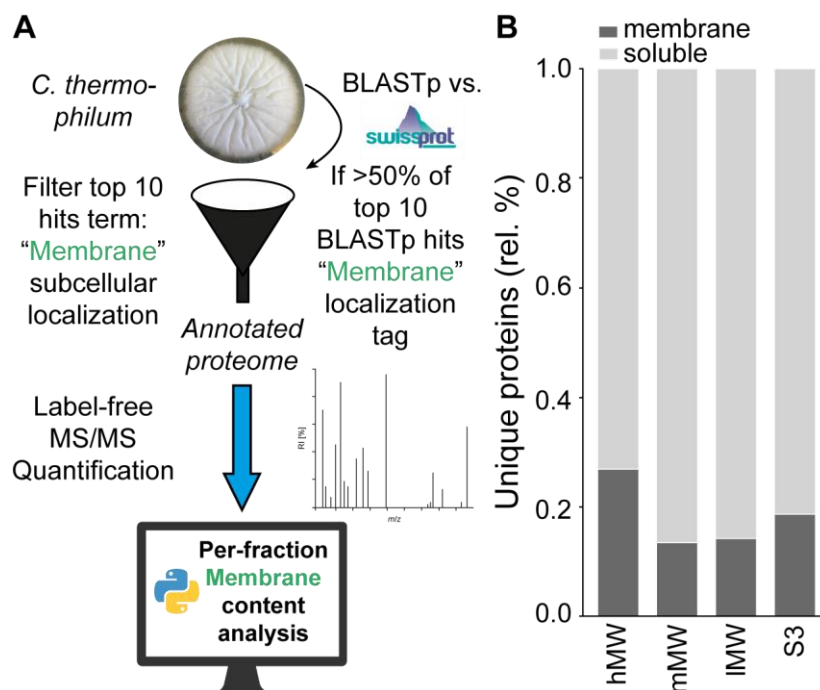 A
C. thermo-
philum
BLASTp vs.
swissprot
Filter top 10
hits term:
“Membrane”
subcellular
localization
If >50% of
top 10
BLASTp hits
“Membrane”
localization
tag
Annotated
proteome
Label-free
MS/MS
Quantification
RI [%]
m/z
Per-fraction
Membrane
content
analysis
B
membrane
soluble
Unique proteins (rel. %)
1.0
0.8
0.6
0.4
0.2
0.0
hMW
mMW
lMW
S3